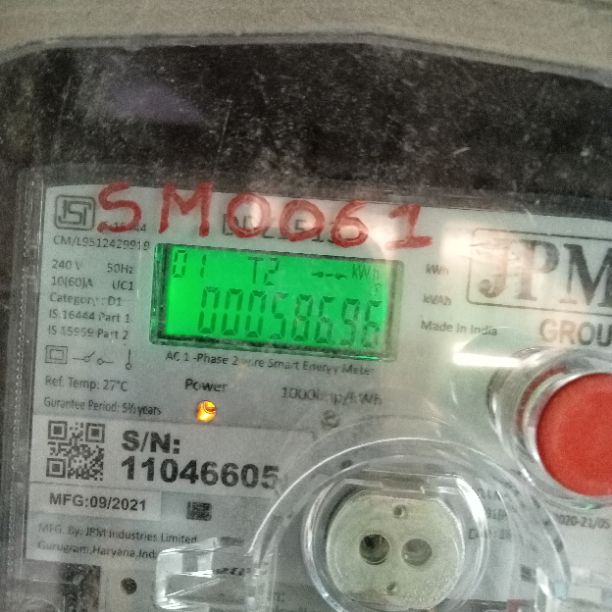 SM0061
CM/L9512429919
240 V 50Hz
10(60)A UC1
Category : D1
IS 16444 Part 1
IS 15959 Part 2
01 T2 kWh
00058696
kWh
kVAh
JPM
GROU
Made in India
AC 1 -Phase 2 wire Smart Energy Meter
Ref. Temp: 27°C
Gurantee Period: 5½ years
Power
1000imp/kWh
S/N:
11046605
MFG:09/2021
MFG. By: JPM Industries Limited
Gurugram,Haryana,Ind